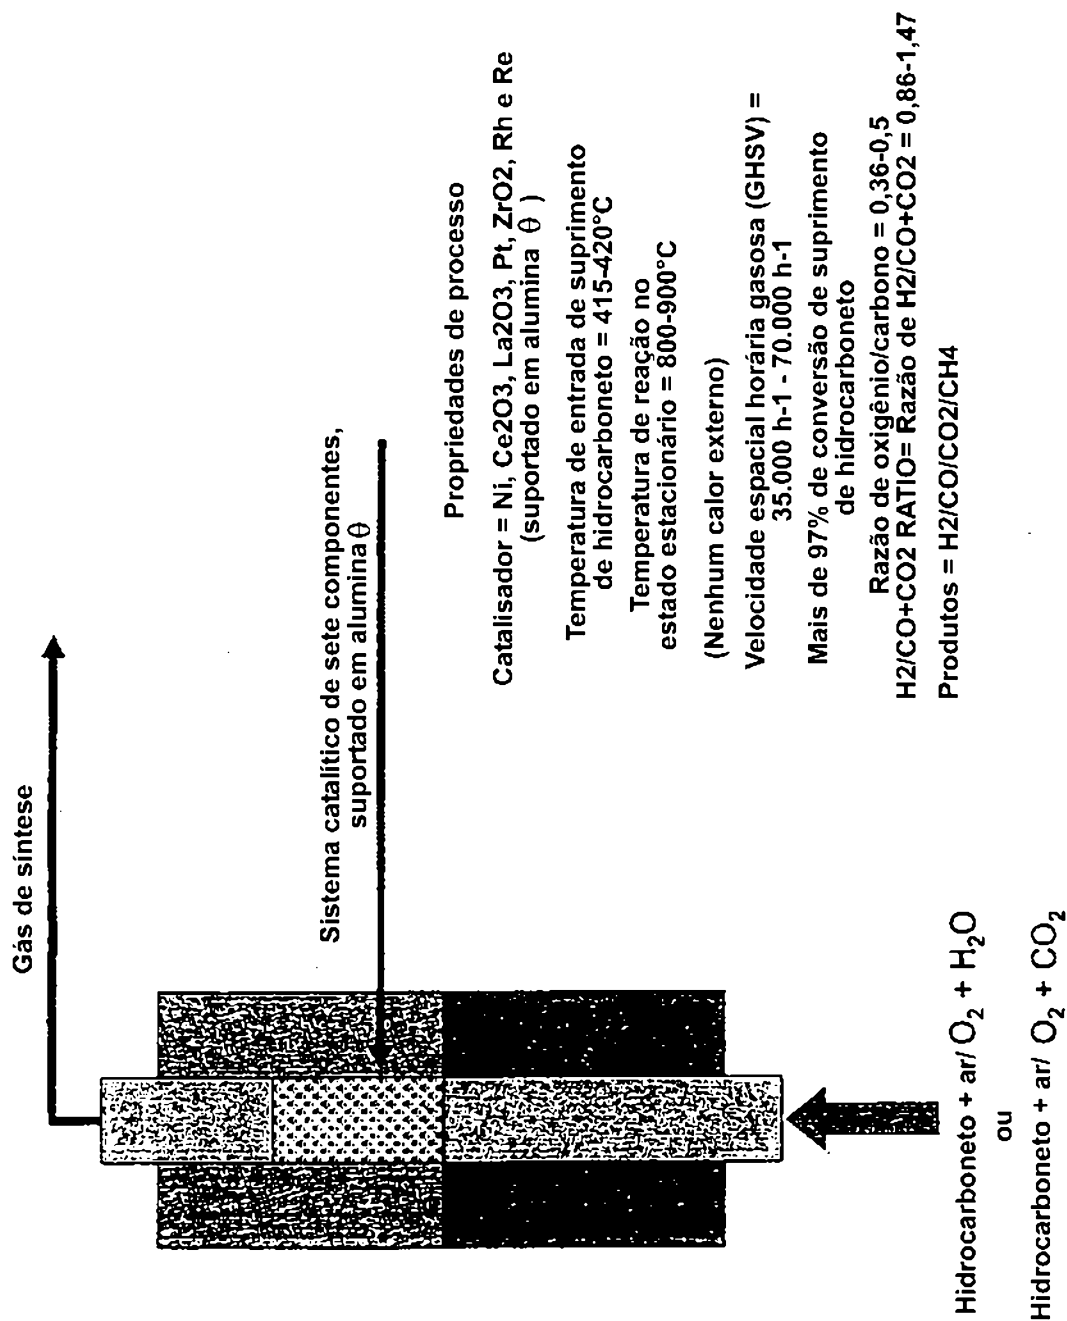 Gás de síntese
Sistema catalítico de sete componentes,
suportado em alumina θ
Propriedades de processo
Catalisador = Ni, Ce2O3, La2O3, Pt, ZrO2, Rh e Re
(suportado em alumina θ )
Temperatura de entrada de suprimento
de hidrocarboneto = 415-420°C
Temperatura de reação no
estado estacionário = 800-900°C
(Nenhum calor externo)
Velocidade espacial horária gasosa (GHSV) =
35.000 h-1 - 70.000 h-1
Mais de 97% de conversão de suprimento
de hidrocarboneto
Razão de oxigênio/carbono = 0,36-0,5
H2/CO+CO2 RATIO= Razão de H2/CO+CO2 = 0,86-1,47
Produtos = H2/CO/CO2/CH4
Hidrocarboneto + ar/ O₂ + H₂O
ou
Hidrocarboneto + ar/ O₂ + CO₂